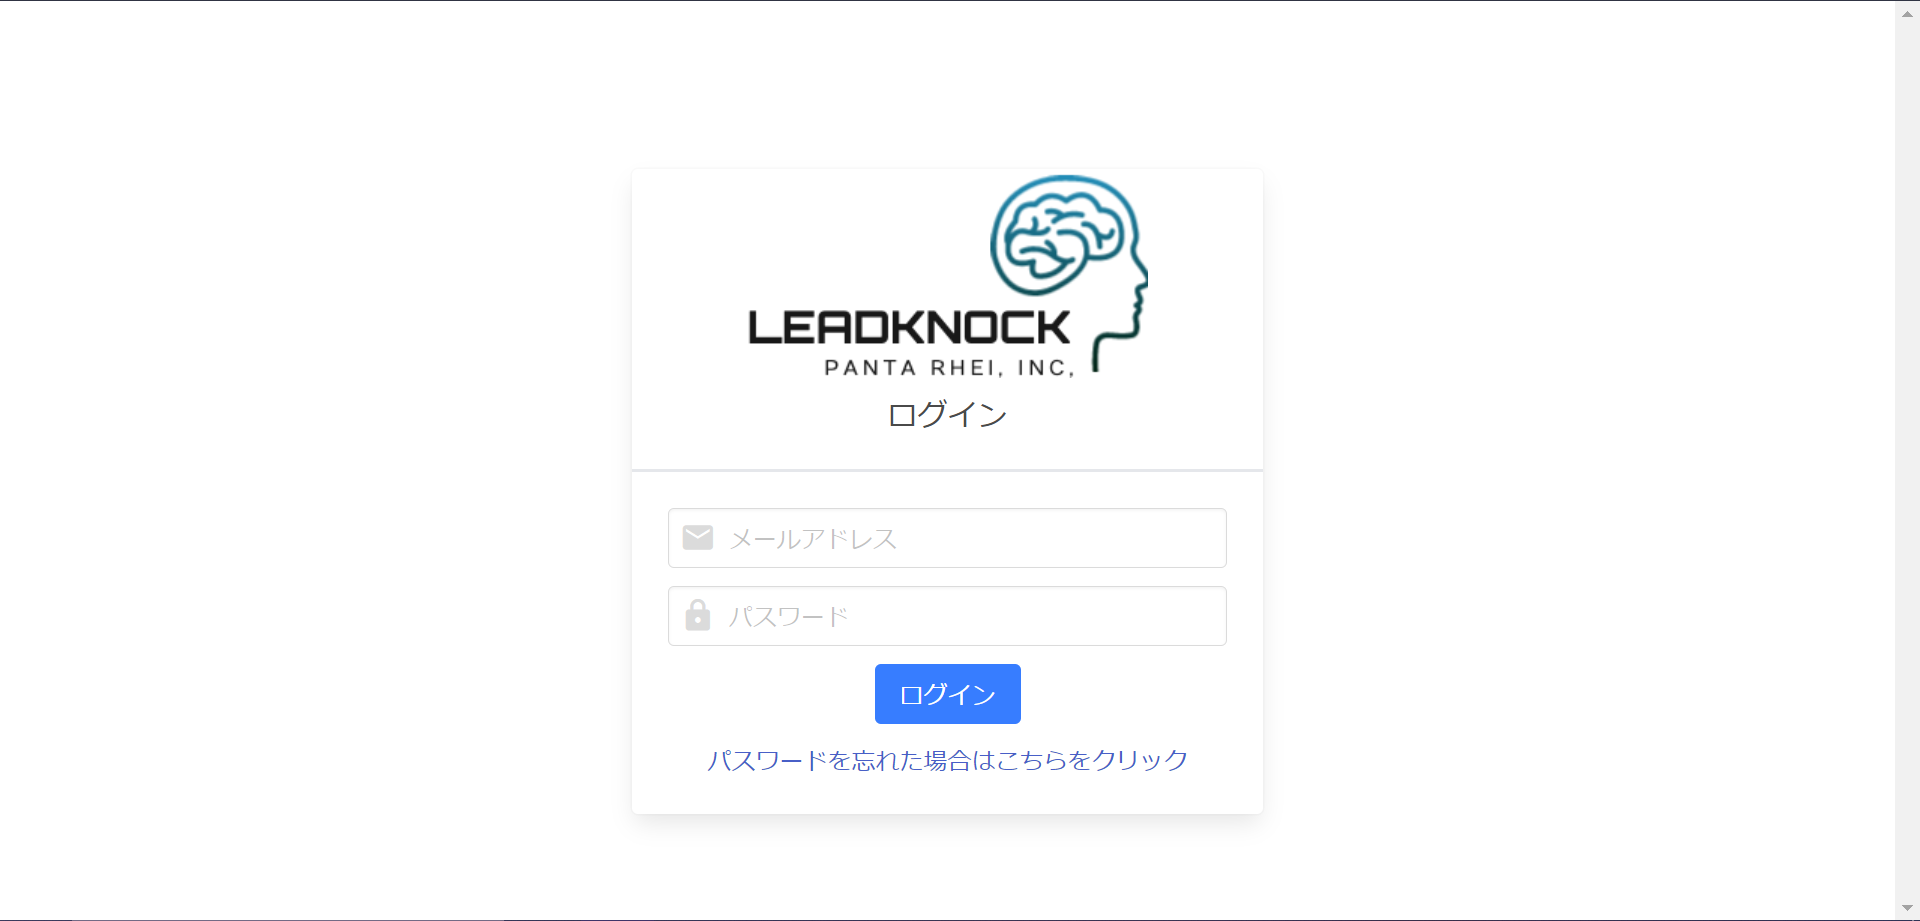 LEADKNOCK
PANTA RHEI, INC,
ログイン
メールアドレス
パスワード
ログイン
パスワードを忘れた場合はこちらをクリック